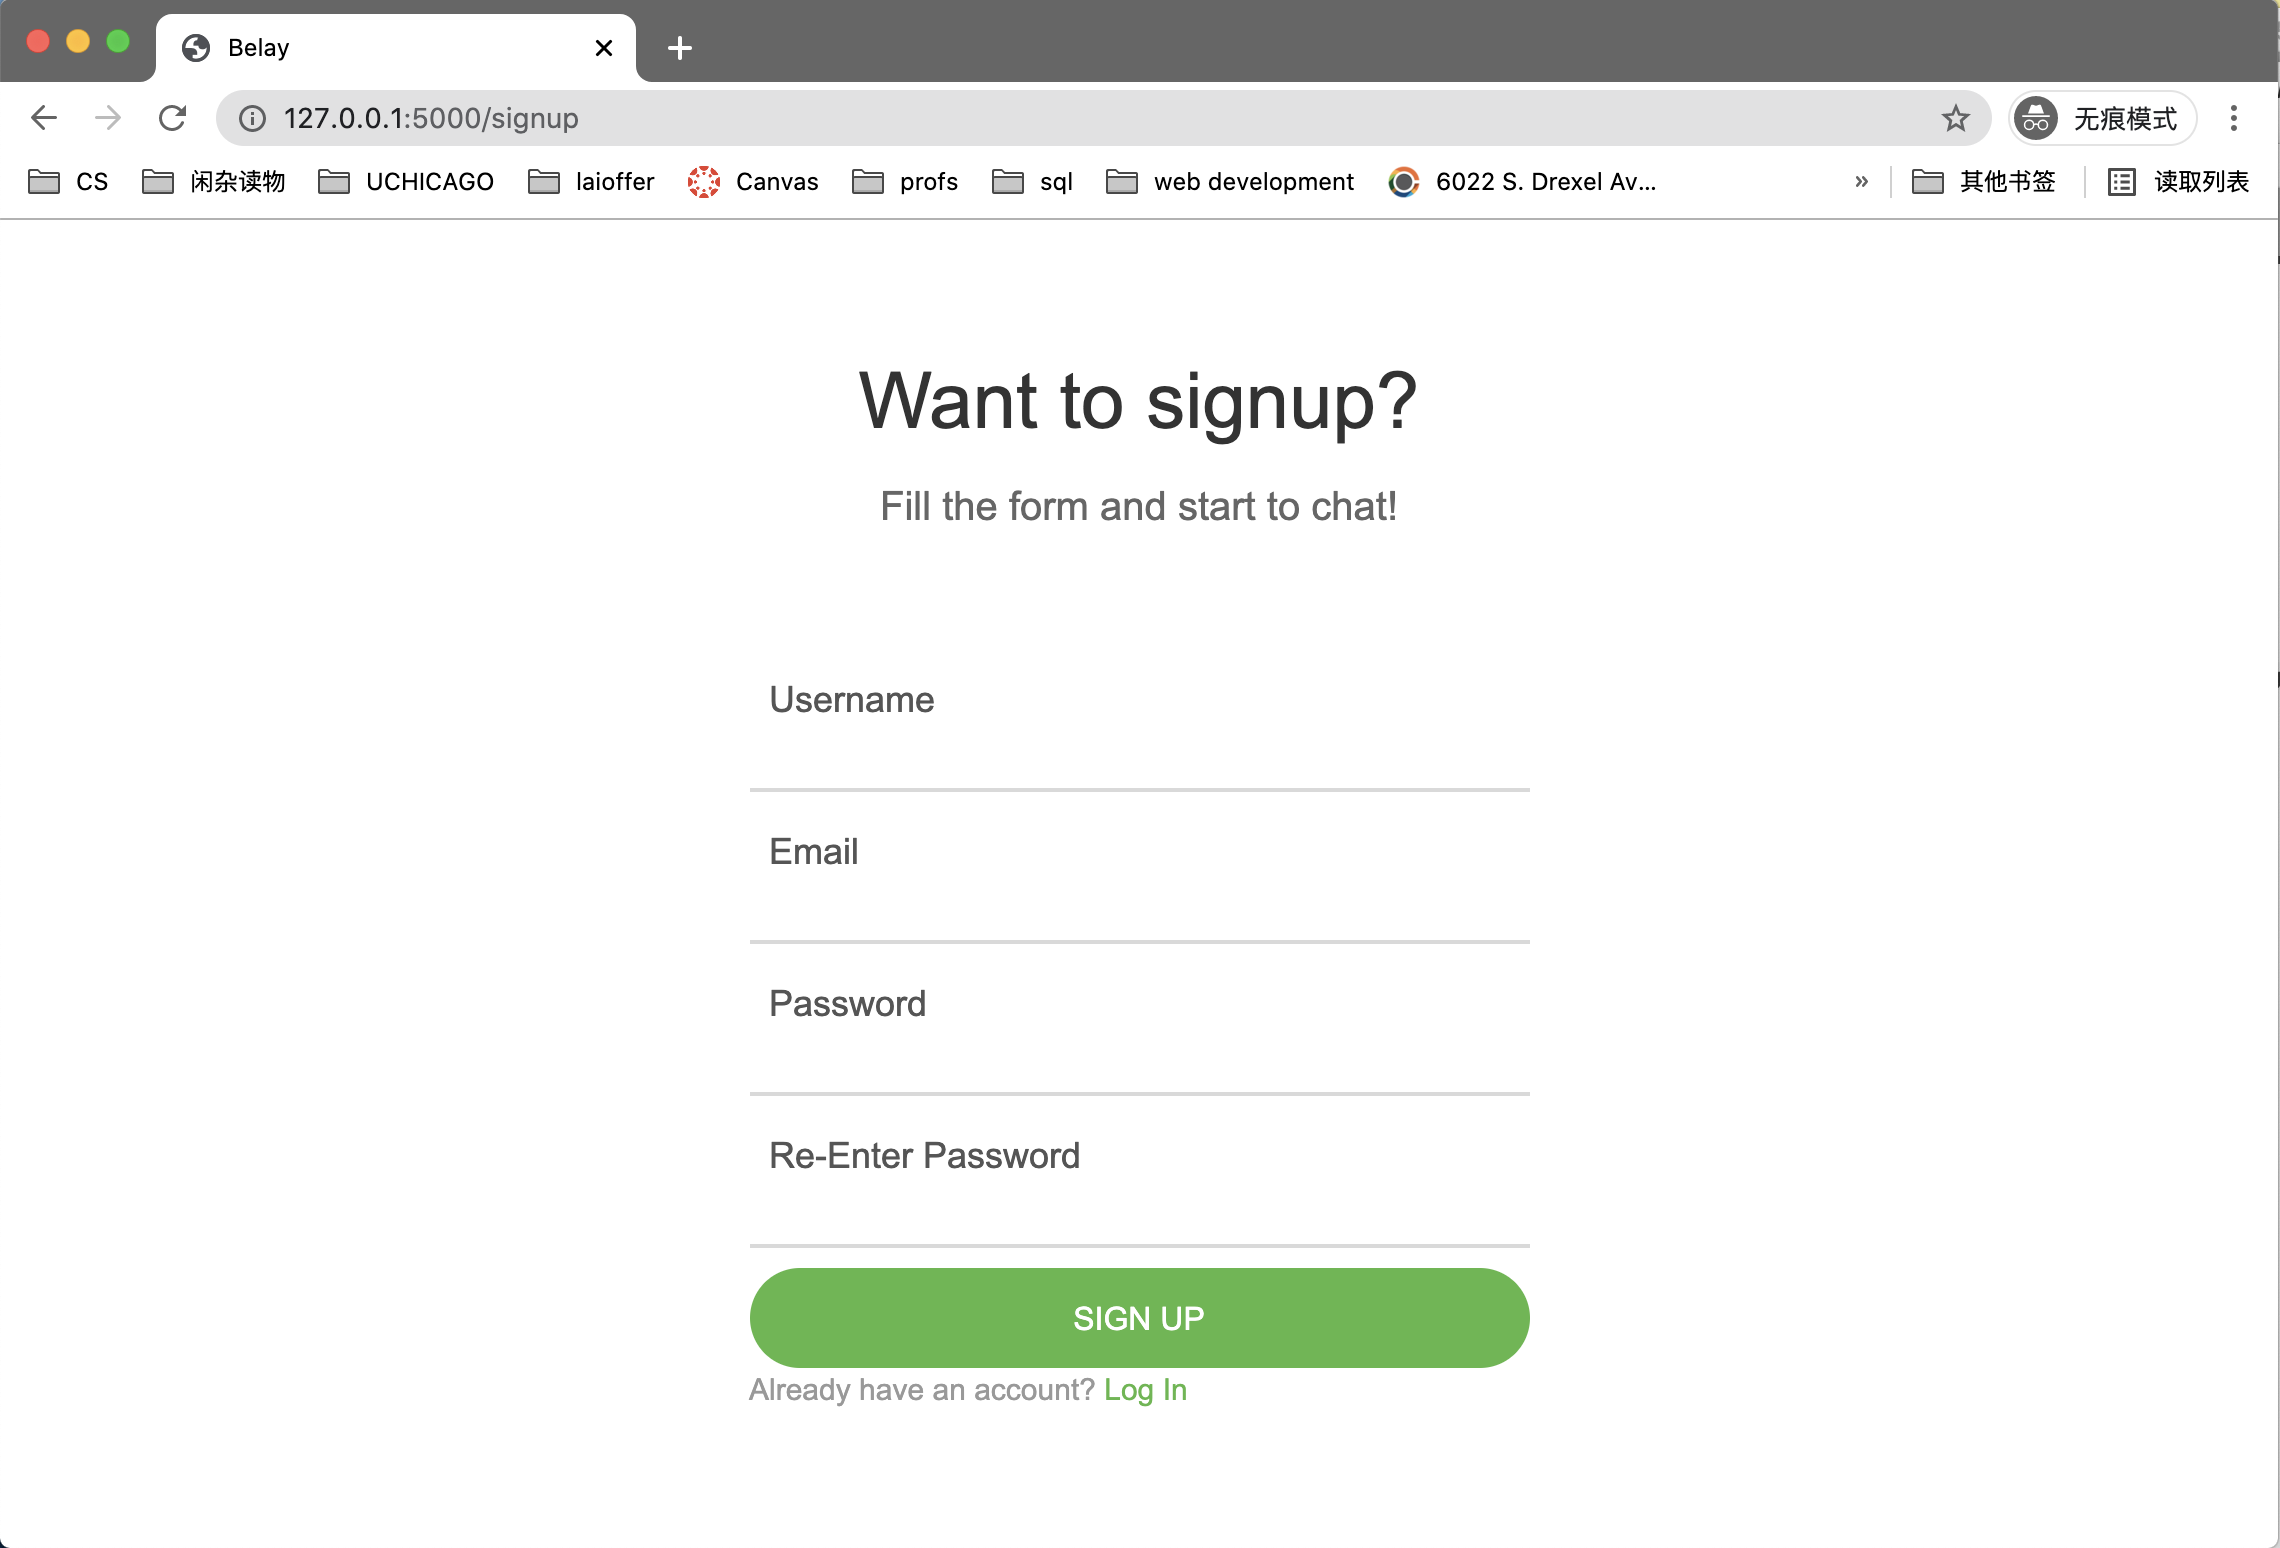 Belay
127.0.0.1:5000/signup
无痕模式
CS 闲杂读物 UCHICAGO laioffer Canvas profs sql web development 6022 S. Drexel Av... » 其他书签 读取列表
Want to signup?
Fill the form and start to chat!
Username
Email
Password
Re-Enter Password
SIGN UP
Already have an account? Log In